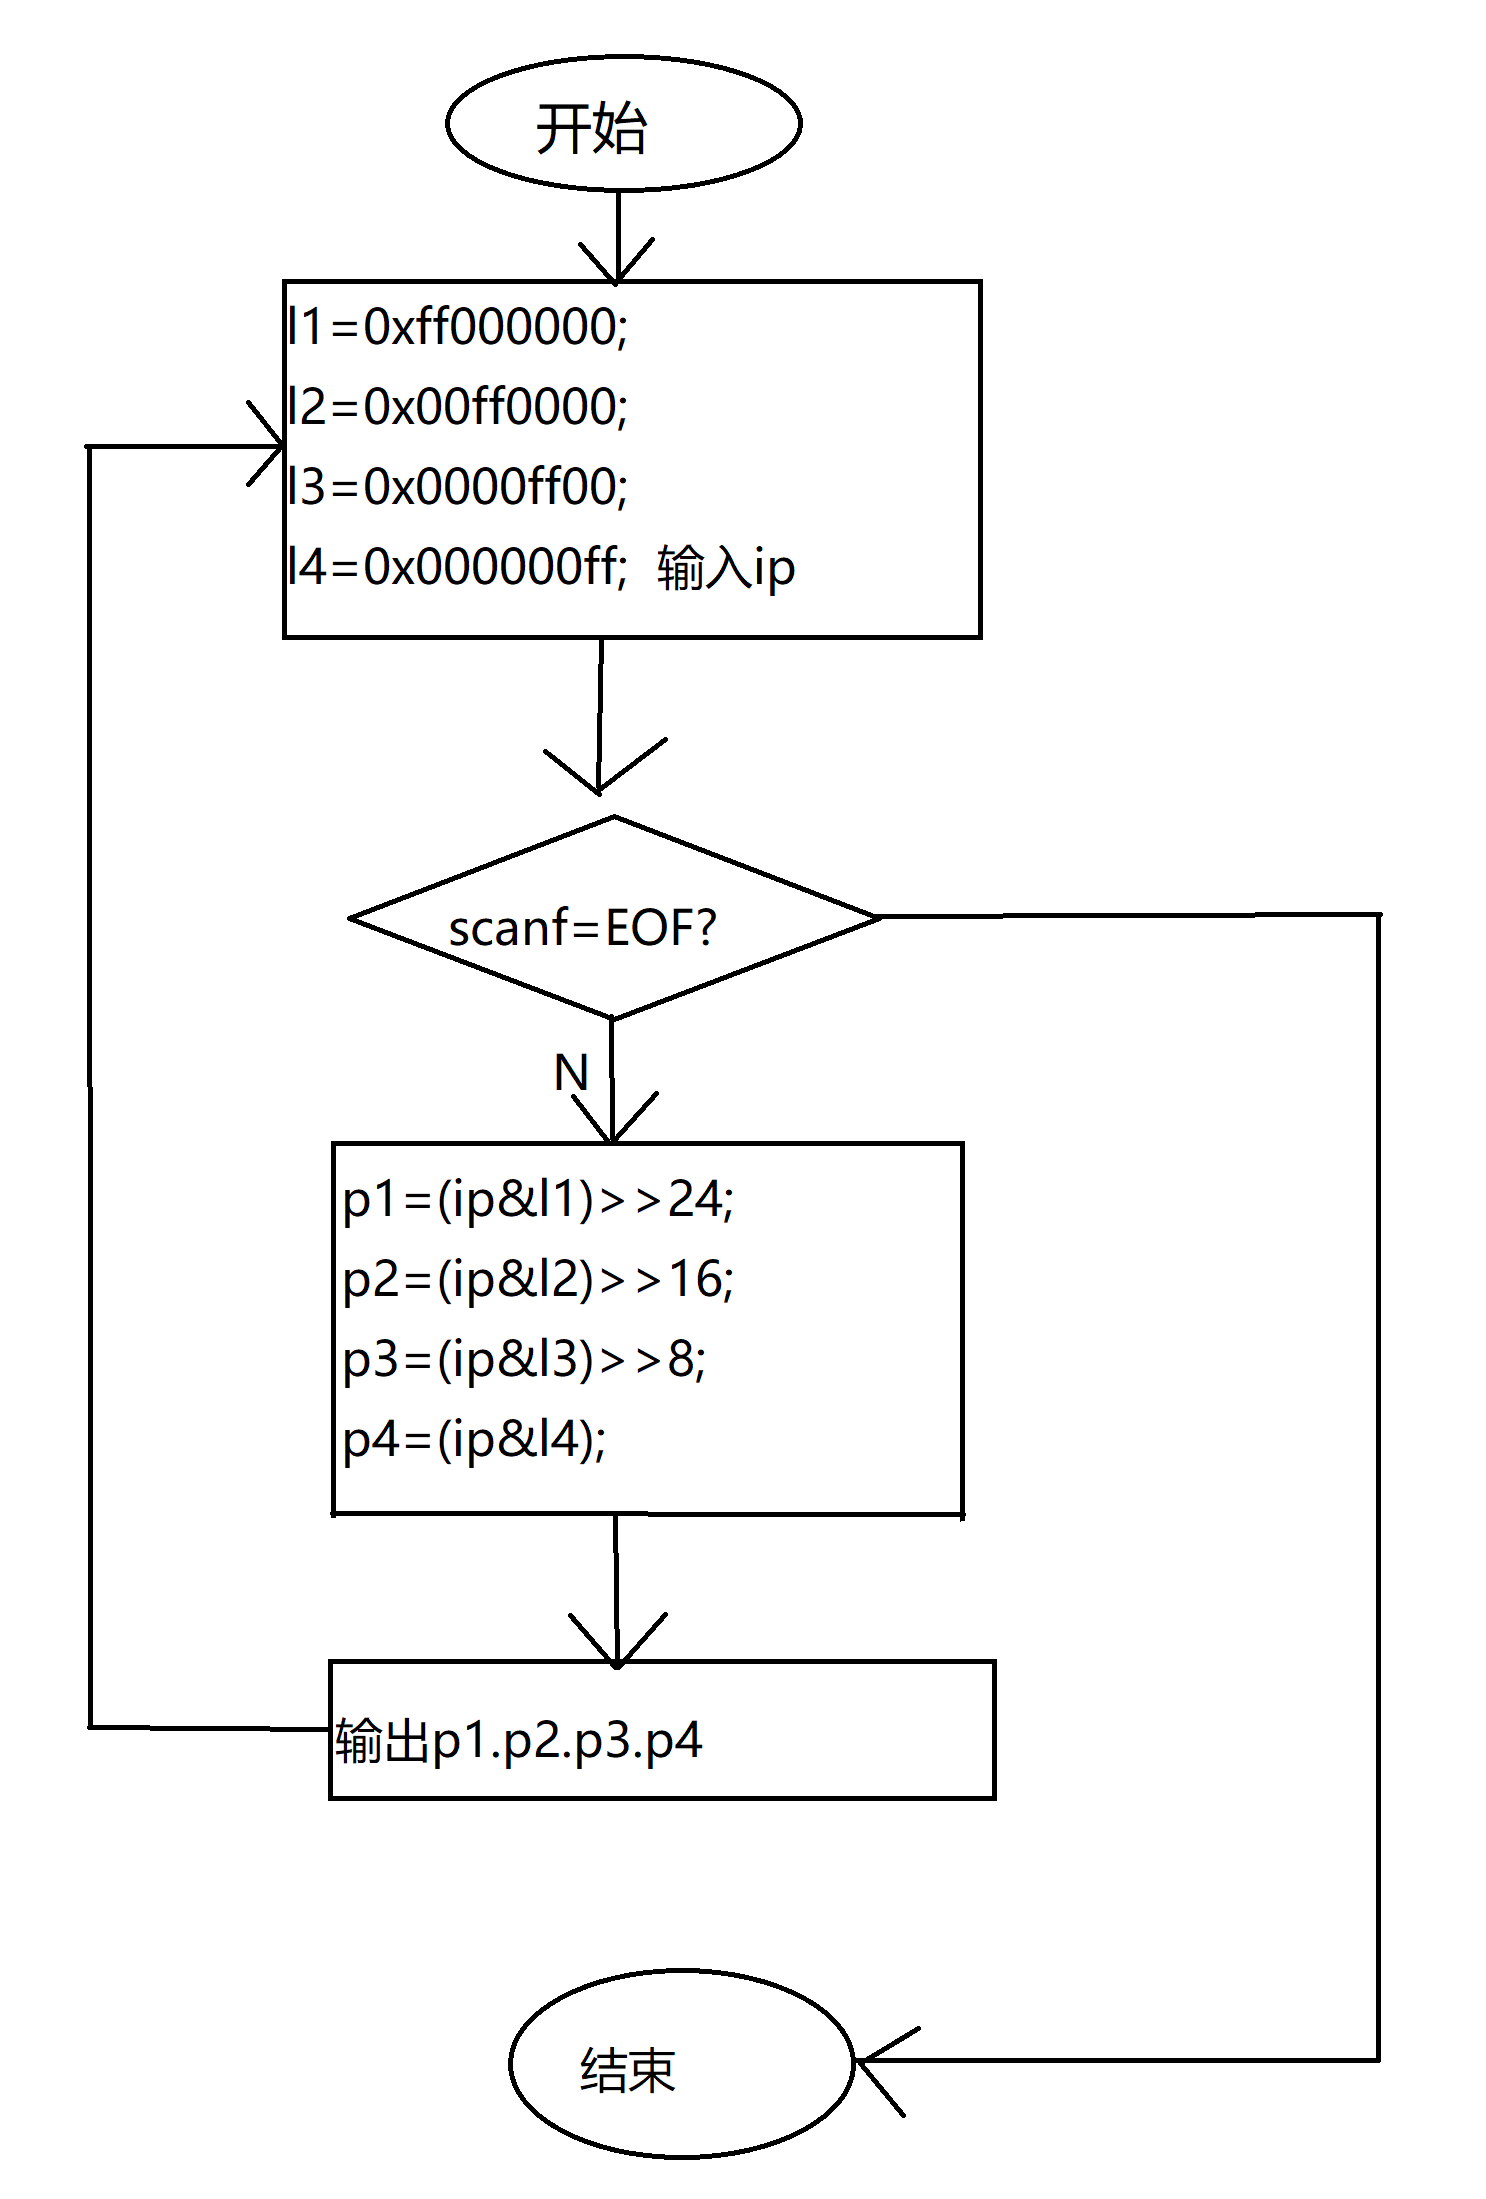 开始
l1=0xff000000;
l2=0x00ff0000;
l3=0x0000ff00;
l4=0x000000ff; 输入ip
scanf=EOF?
N
p1=(ip&l1)>>24;
p2=(ip&l2)>>16;
p3=(ip&l3)>>8;
p4=(ip&l4);
输出p1.p2.p3.p4
结束